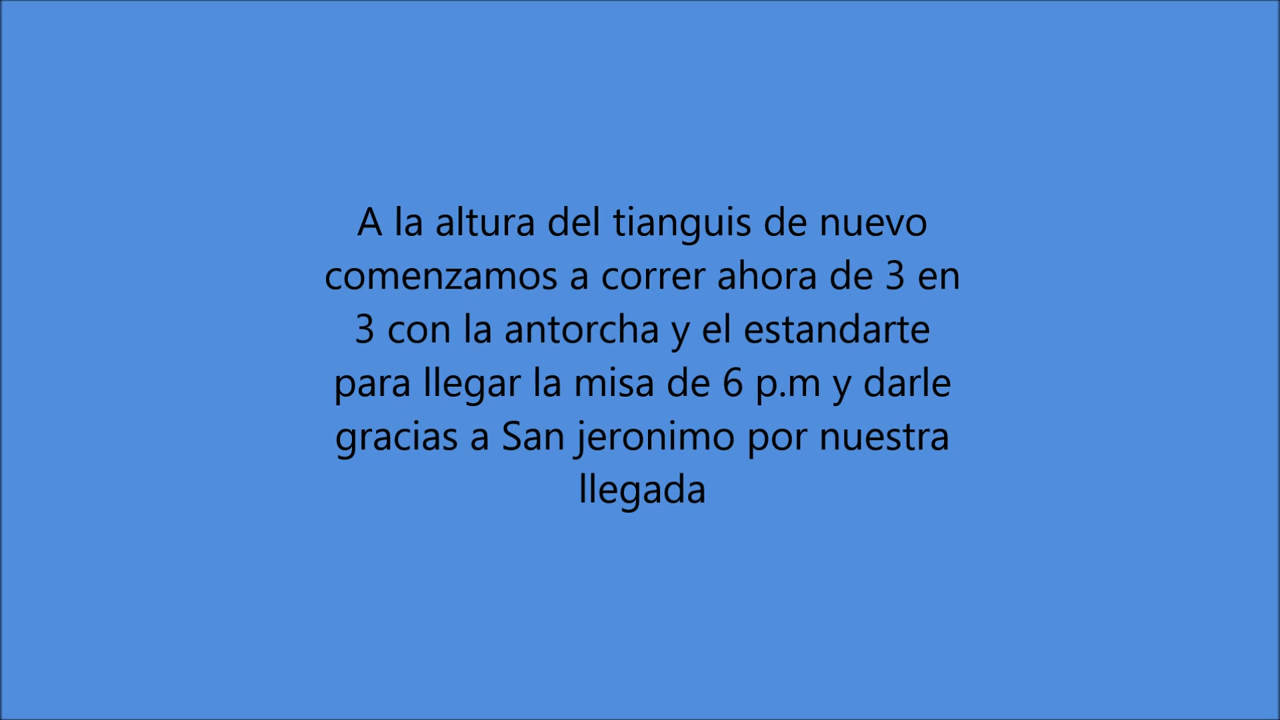 A la altura del tianguis de nuevo
comenzamos a correr ahora de 3 en
3 con la antorcha y el estandarte
para llegar la misa de 6 p.m y darle
gracias a San jeronimo por nuestra
llegada